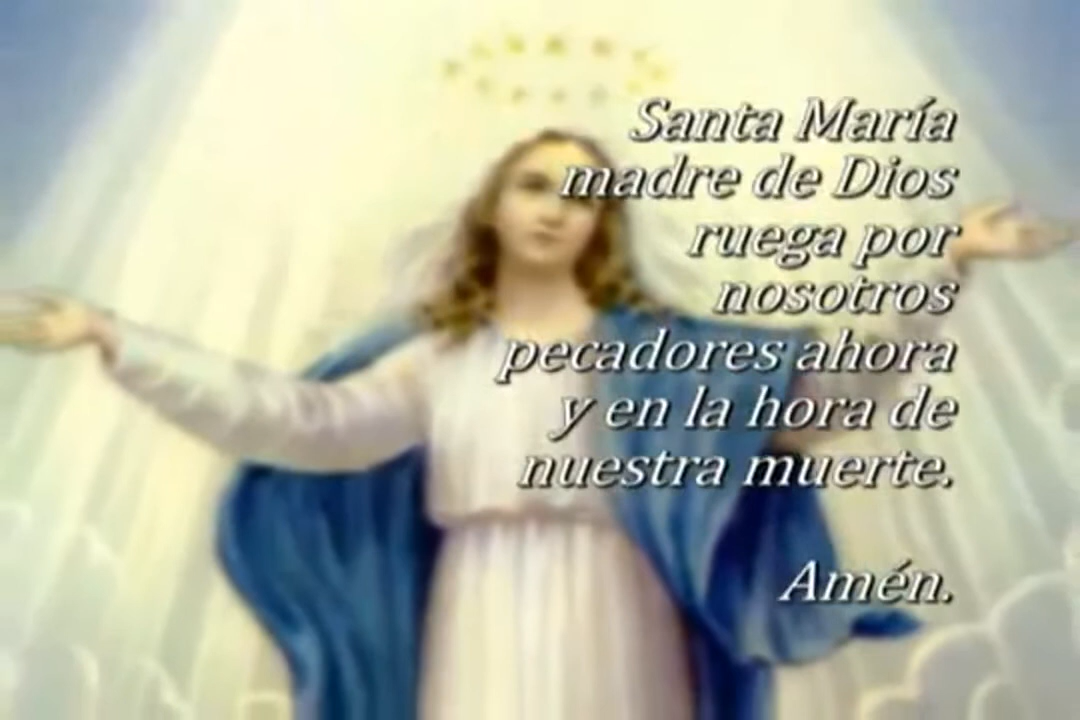 Santa María
madre de Dios
ruega por
nosotros
pecadores ahora
y en la hora de
nuestra muerte.
Amén.